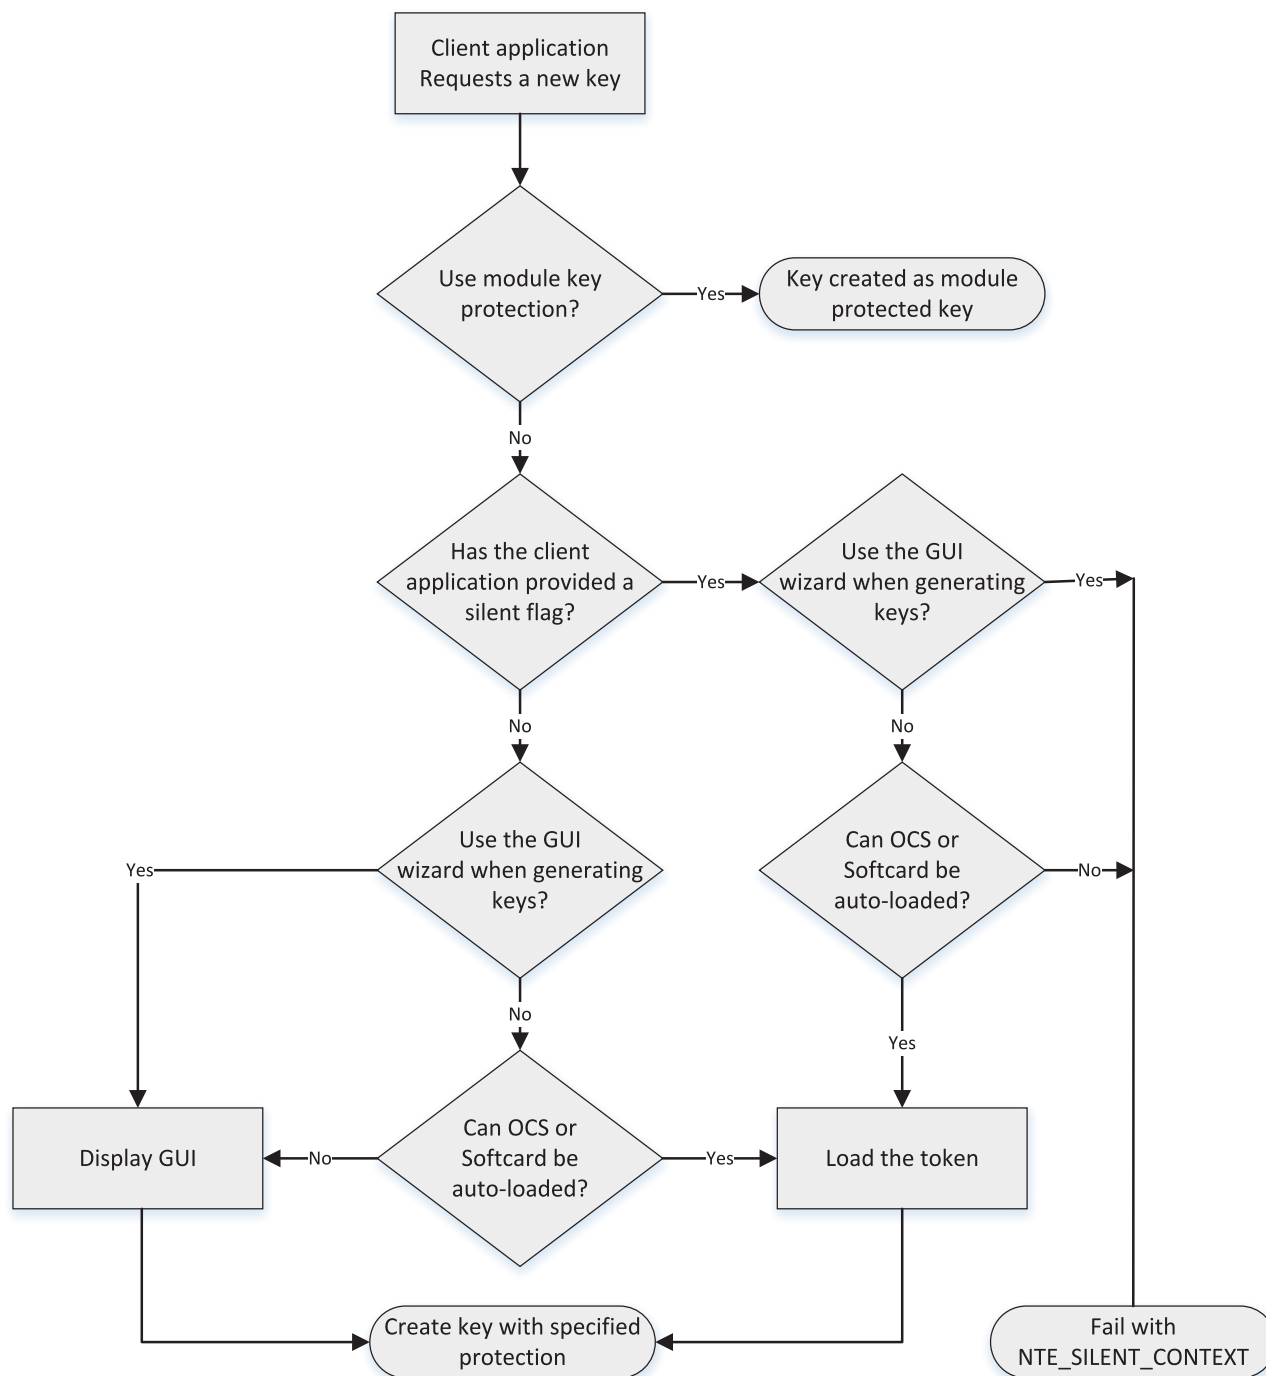 Client application
Requests a new key
Use module key
protection?
Yes
Key created as module
protected key
No
Has the client
application provided a
silent flag?
Yes
Use the GUI
wizard when generating
keys?
Yes
No
No
Use the GUI
wizard when generating
keys?
Yes
Can OCS or
Softcard be
auto-loaded?
No
No
Yes
Display GUI
No
Can OCS or
Softcard be
auto-loaded?
Yes
Load the token
Create key with specified
protection
Fail with
NTE_SILENT_CONTEXT